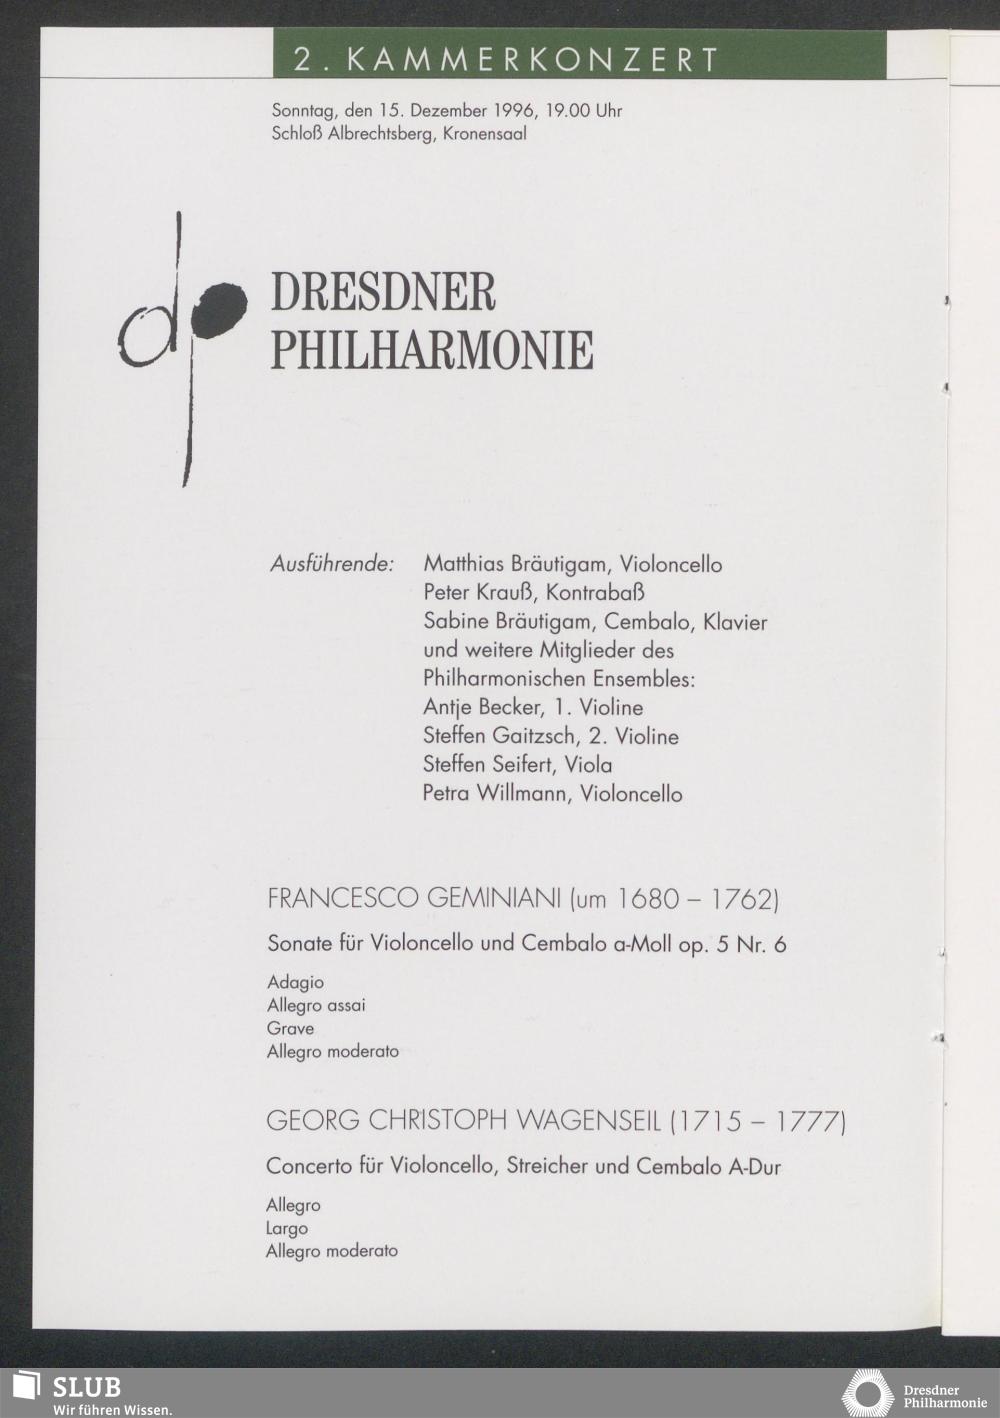 2. KAMMERKONZERT
Sonntag, den 15. Dezember 1996, 19.00 Uhr
Schloß Albrechtsberg, Kronensaal
dp
DRESDNER
PHILHARMONIE
Ausführende: Matthias Bräutigam, Violoncello
Peter Krauß, Kontrabaß
Sabine Bräutigam, Cembalo, Klavier
und weitere Mitglieder des
Philharmonischen Ensembles:
Antje Becker, 1. Violine
Steffen Gaitzsch, 2. Violine
Steffen Seifert, Viola
Petra Willmann, Violoncello
FRANCESCO GEMINIANI (um 1680 – 1762)
Sonate für Violoncello und Cembalo a-Moll op. 5 Nr. 6
Adagio
Allegro assai
Grave
Allegro moderato
GEORG CHRISTOPH WAGENSEIL (1715 – 1777)
Concerto für Violoncello, Streicher und Cembalo A-Dur
Allegro
Largo
Allegro moderato
SLUB
Wir führen Wissen.
Dresdner
Philharmonie